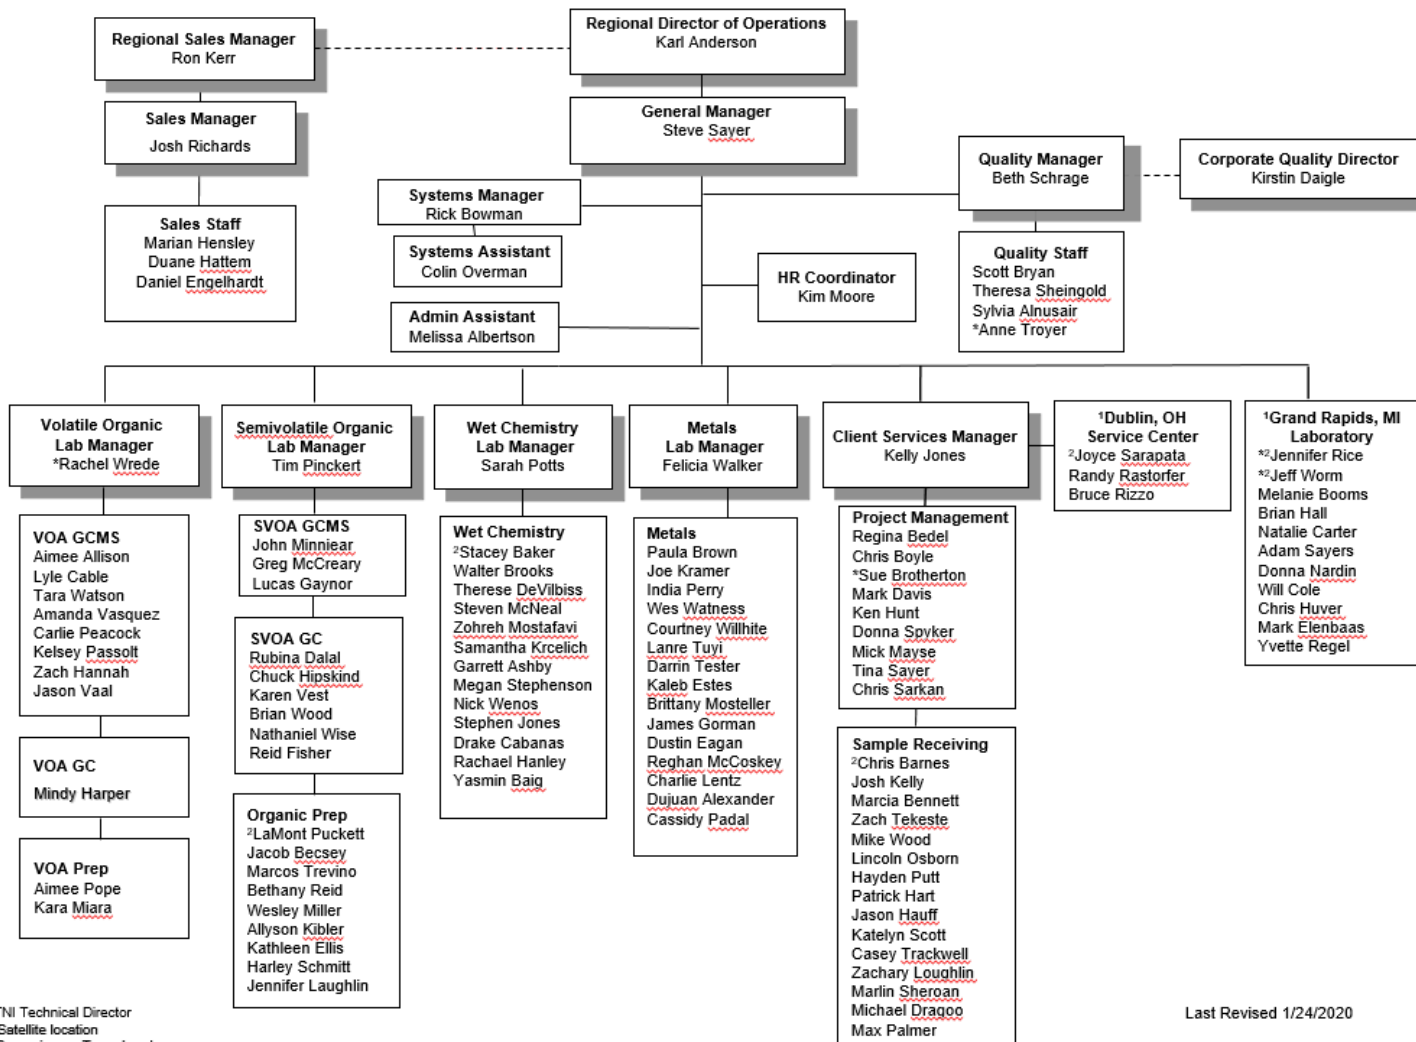 Regional Sales Manager
Ron Kerr
Regional Director of Operations
Karl Anderson
Sales Manager
Josh Richards
General Manager
Steve Sayer
Quality Manager
Beth Schrage
Corporate Quality Director
Kirstin Daigle
Systems Manager
Rick Bowman
Sales Staff
Marian Hensley
Duane Hattem
Daniel Engelhardt
Systems Assistant
Colin Overman
HR Coordinator
Kim Moore
Quality Staff
Scott Bryan
Theresa Sheingold
Sylvia Alnusair
*Anne Troyer
Admin Assistant
Melissa Albertson
Volatile Organic
Lab Manager
*Rachel Wrede
Semivolatile Organic
Lab Manager
Tim Pinckert
Wet Chemistry
Lab Manager
Sarah Potts
Metals
Lab Manager
Felicia Walker
Client Services Manager
Kelly Jones
¹Dublin, OH
Service Center
²Joyce Sarapata
Randy Rastorfer
Bruce Rizzo
¹Grand Rapids, MI
Laboratory
*²Jennifer Rice
*²Jeff Worm
Melanie Booms
Brian Hall
Natalie Carter
Adam Sayers
Donna Nardin
Will Cole
Chris Huver
Mark Elenbaas
Yvette Regel
VOA GCMS
Aimee Allison
Lyle Cable
Tara Watson
Amanda Vasquez
Carlie Peacock
Kelsey Passolt
Zach Hannah
Jason Vaal
VOA GC
Mindy Harper
VOA Prep
Aimee Pope
Kara Miara
SVOA GCMS
John Minniear
Greg McCreary
Lucas Gaynor
SVOA GC
Rubina Dalal
Chuck Hipskind
Karen Vest
Brian Wood
Nathaniel Wise
Reid Fisher
Organic Prep
²LaMont Puckett
Jacob Becsey
Marcos Trevino
Bethany Reid
Wesley Miller
Allyson Kibler
Kathleen Ellis
Harley Schmitt
Jennifer Laughlin
Wet Chemistry
²Stacey Baker
Walter Brooks
Therese DeVilbiss
Steven McNeal
Zohreh Mostafavi
Samantha Krcelich
Garrett Ashby
Megan Stephenson
Nick Wenos
Stephen Jones
Drake Cabanas
Rachael Hanley
Yasmin Baig
Metals
Paula Brown
Joe Kramer
India Perry
Wes Watness
Courtney Willhite
Lanre Tuyi
Darrin Tester
Kaleb Estes
Brittany Mosteller
James Gorman
Dustin Eagan
Reghan McCoskey
Charlie Lentz
Dujuan Alexander
Cassidy Padal
Project Management
Regina Bedel
Chris Boyle
*Sue Brotherton
Mark Davis
Ken Hunt
Donna Spyker
Mick Mayse
Tina Sayer
Chris Sarkan
Sample Receiving
²Chris Barnes
Josh Kelly
Marcia Bennett
Zach Tekeste
Mike Wood
Lincoln Osborn
Hayden Putt
Patrick Hart
Jason Hauff
Katelyn Scott
Casey Trackwell
Zachary Loughlin
Marlin Sheroan
Michael Dragoo
Max Palmer
Technical Director
Satellite location
Last Revised 1/24/2020